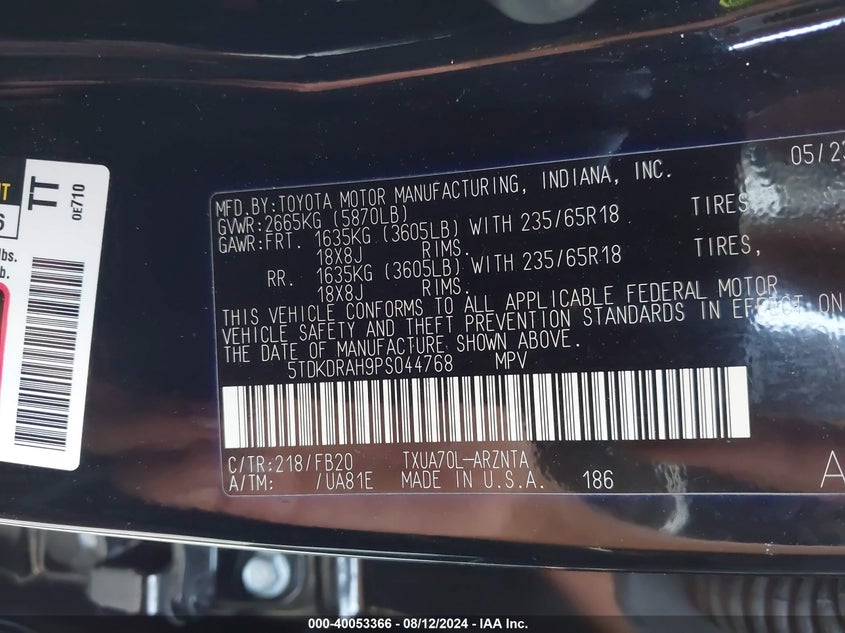 NT
6
lbs.
b.
TT
0E710
05/23
MFD.BY:TOYOTA MOTOR MANUFACTURING, INDIANA, INC.
GVWR:2665KG (5870LB)
GAWR:FRT. 1635KG (3605LB) WITH 235/65R18 TIRES,
18X8J RIMS.
RR. 1635KG (3605LB) WITH 235/65R18 TIRES,
18X8J RIMS.
THIS VEHICLE CONFORMS TO ALL APPLICABLE FEDERAL MOTOR
VEHICLE SAFETY AND THEFT PREVENTION STANDARDS IN EFFECT ON
THE DATE OF MANUFACTURE SHOWN ABOVE.
5TDKDRAH9PS044768 MPV
C/TR:218/FB20 TXUA70L-ARZNTA
A/TM: /UA81E MADE IN U.S.A. 186
A
000-40053366 - 08/12/2024 - IAA Inc.